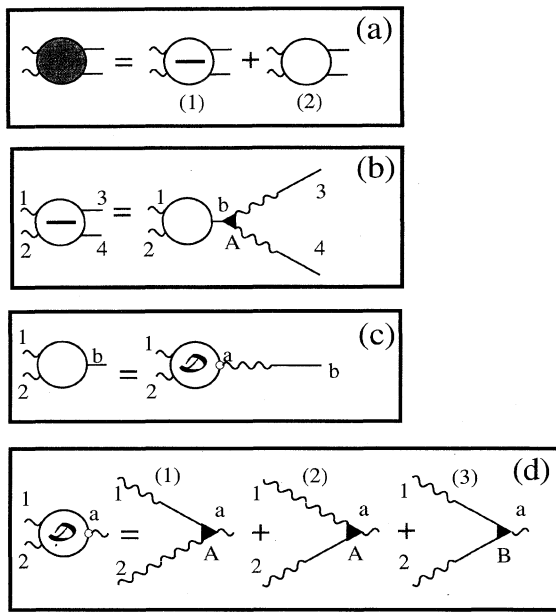 (a)
= + 
(1) (2)
(b)
1 3 = 1 b 3
2 4 2 A 4
(c)
1 b = 1 𝒟 a b
2 2
(d)
(1) (2) (3)
1 a 1 1 a 1 a
𝒟 = + +
2 2 A 2 A 2 B